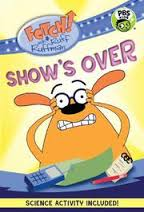 FETCH!
with
Ruff
Ruffman
PBS
KIDS
SHOW'S OVER
SCIENCE ACTIVITY INCLUDED!